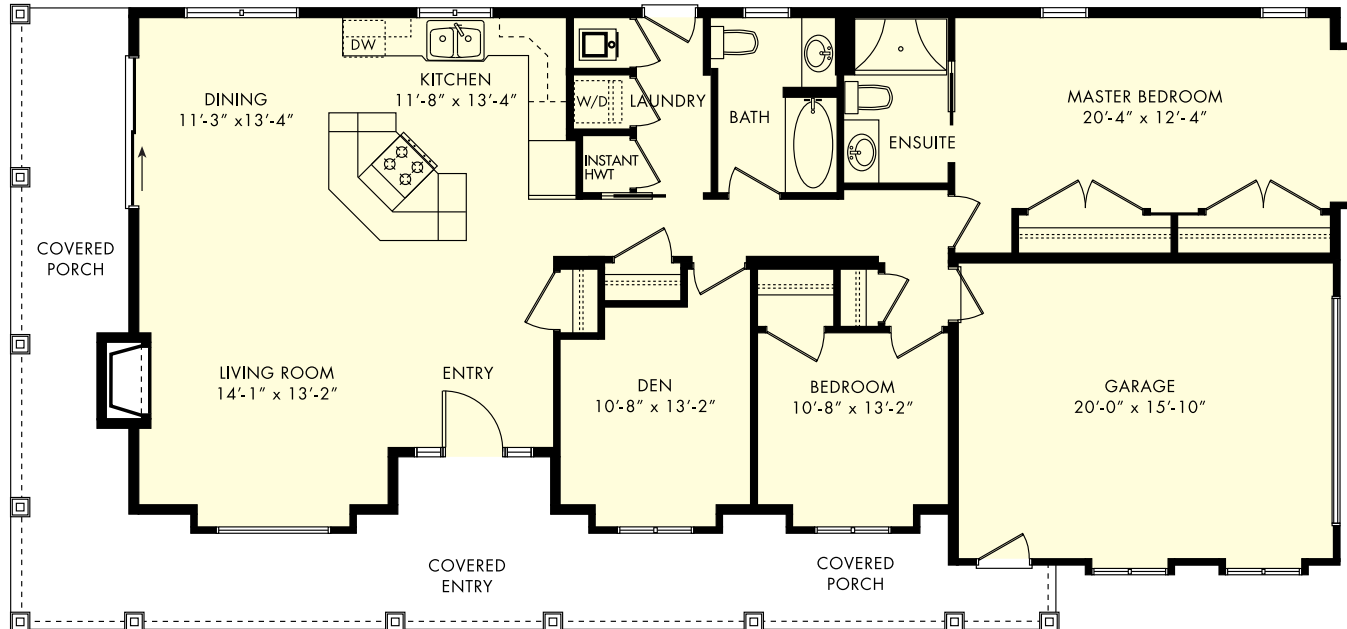 DW
KITCHEN
11'-8" x 13'-4"
DINING
11'-3" x13'-4"
W/D
LAUNDRY
BATH
INSTANT
HWT
ENSUITE
MASTER BEDROOM
20'-4" x 12'-4"
COVERED
PORCH
LIVING ROOM
14'-1" x 13'-2"
ENTRY
DEN
10'-8" x 13'-2"
BEDROOM
10'-8" x 13'-2"
GARAGE
20'-0" x 15'-10"
COVERED
ENTRY
COVERED
PORCH